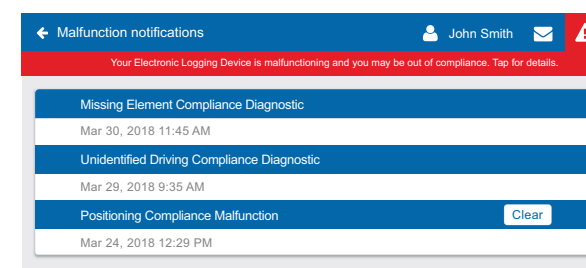 Malfunction notifications John Smith
Your Electronic Logging Device is malfunctioning and you may be out of compliance. Tap for details.
Missing Element Compliance Diagnostic
Mar 30, 2018 11:45 AM
Unidentified Driving Compliance Diagnostic
Mar 29, 2018 9:35 AM
Positioning Compliance Malfunction Clear
Mar 24, 2018 12:29 PM